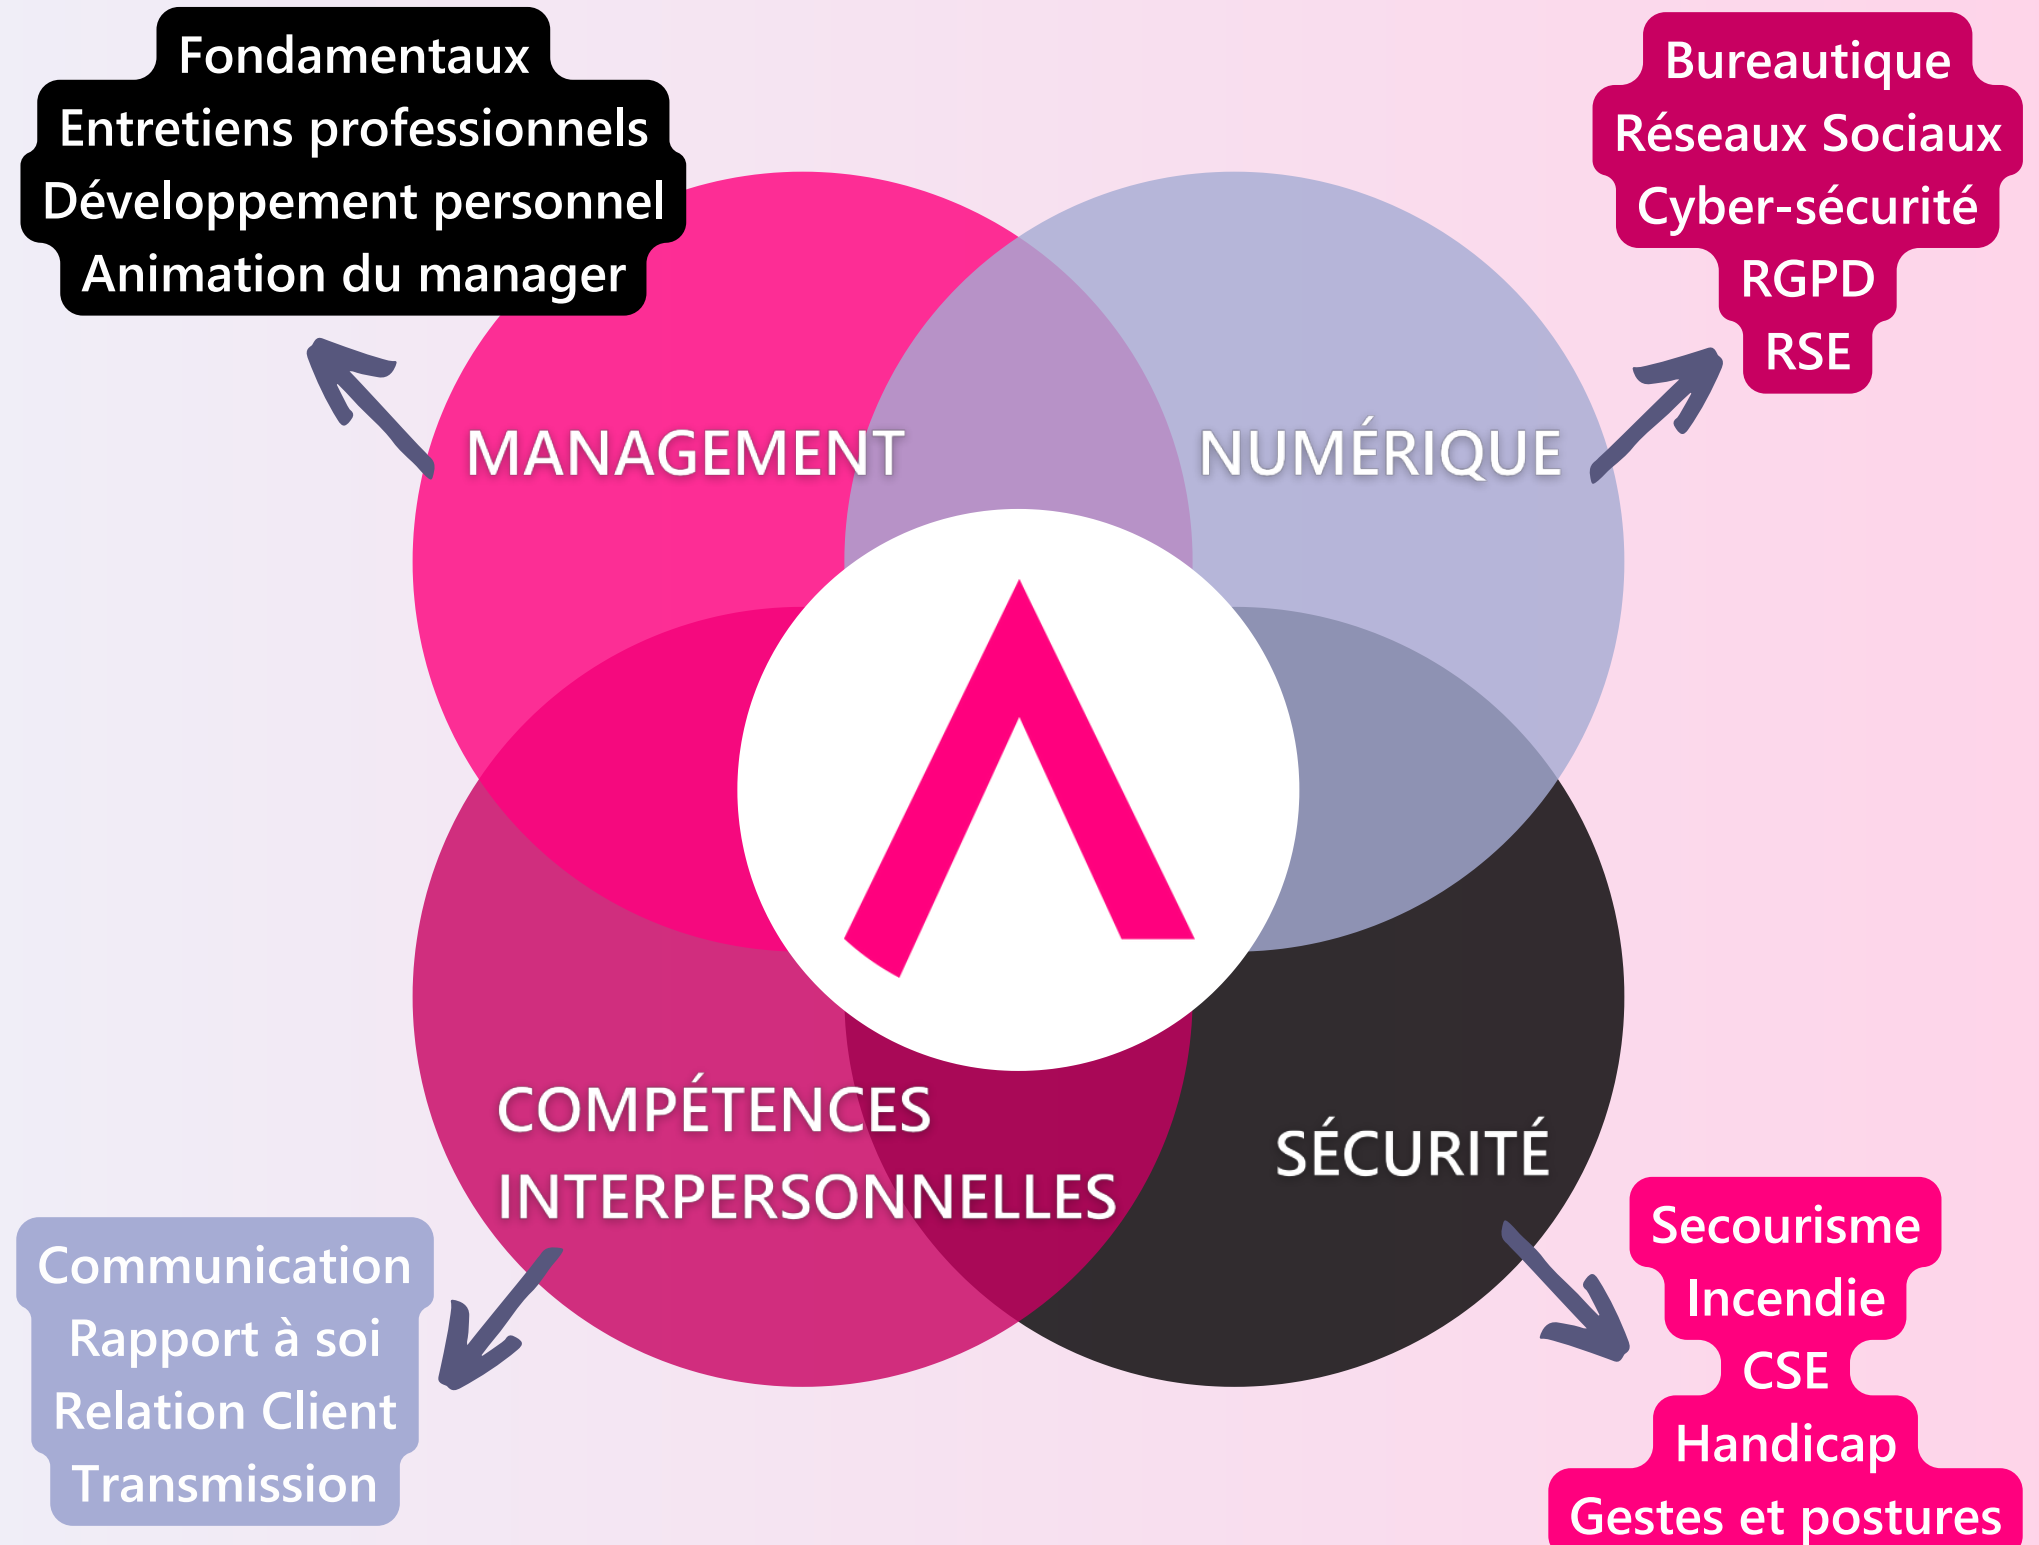 Fondamentaux
Entretiens professionnels
Développement personnel
Animation du manager
Bureautique
Réseaux Sociaux
Cyber-sécurité
RGPD
RSE
MANAGEMENT
NUMÉRIQUE
COMPÉTENCES
INTERPERSONNELLES
SÉCURITÉ
Communication
Rapport à soi
Relation Client
Transmission
Secourisme
Incendie
CSE
Handicap
Gestes et postures